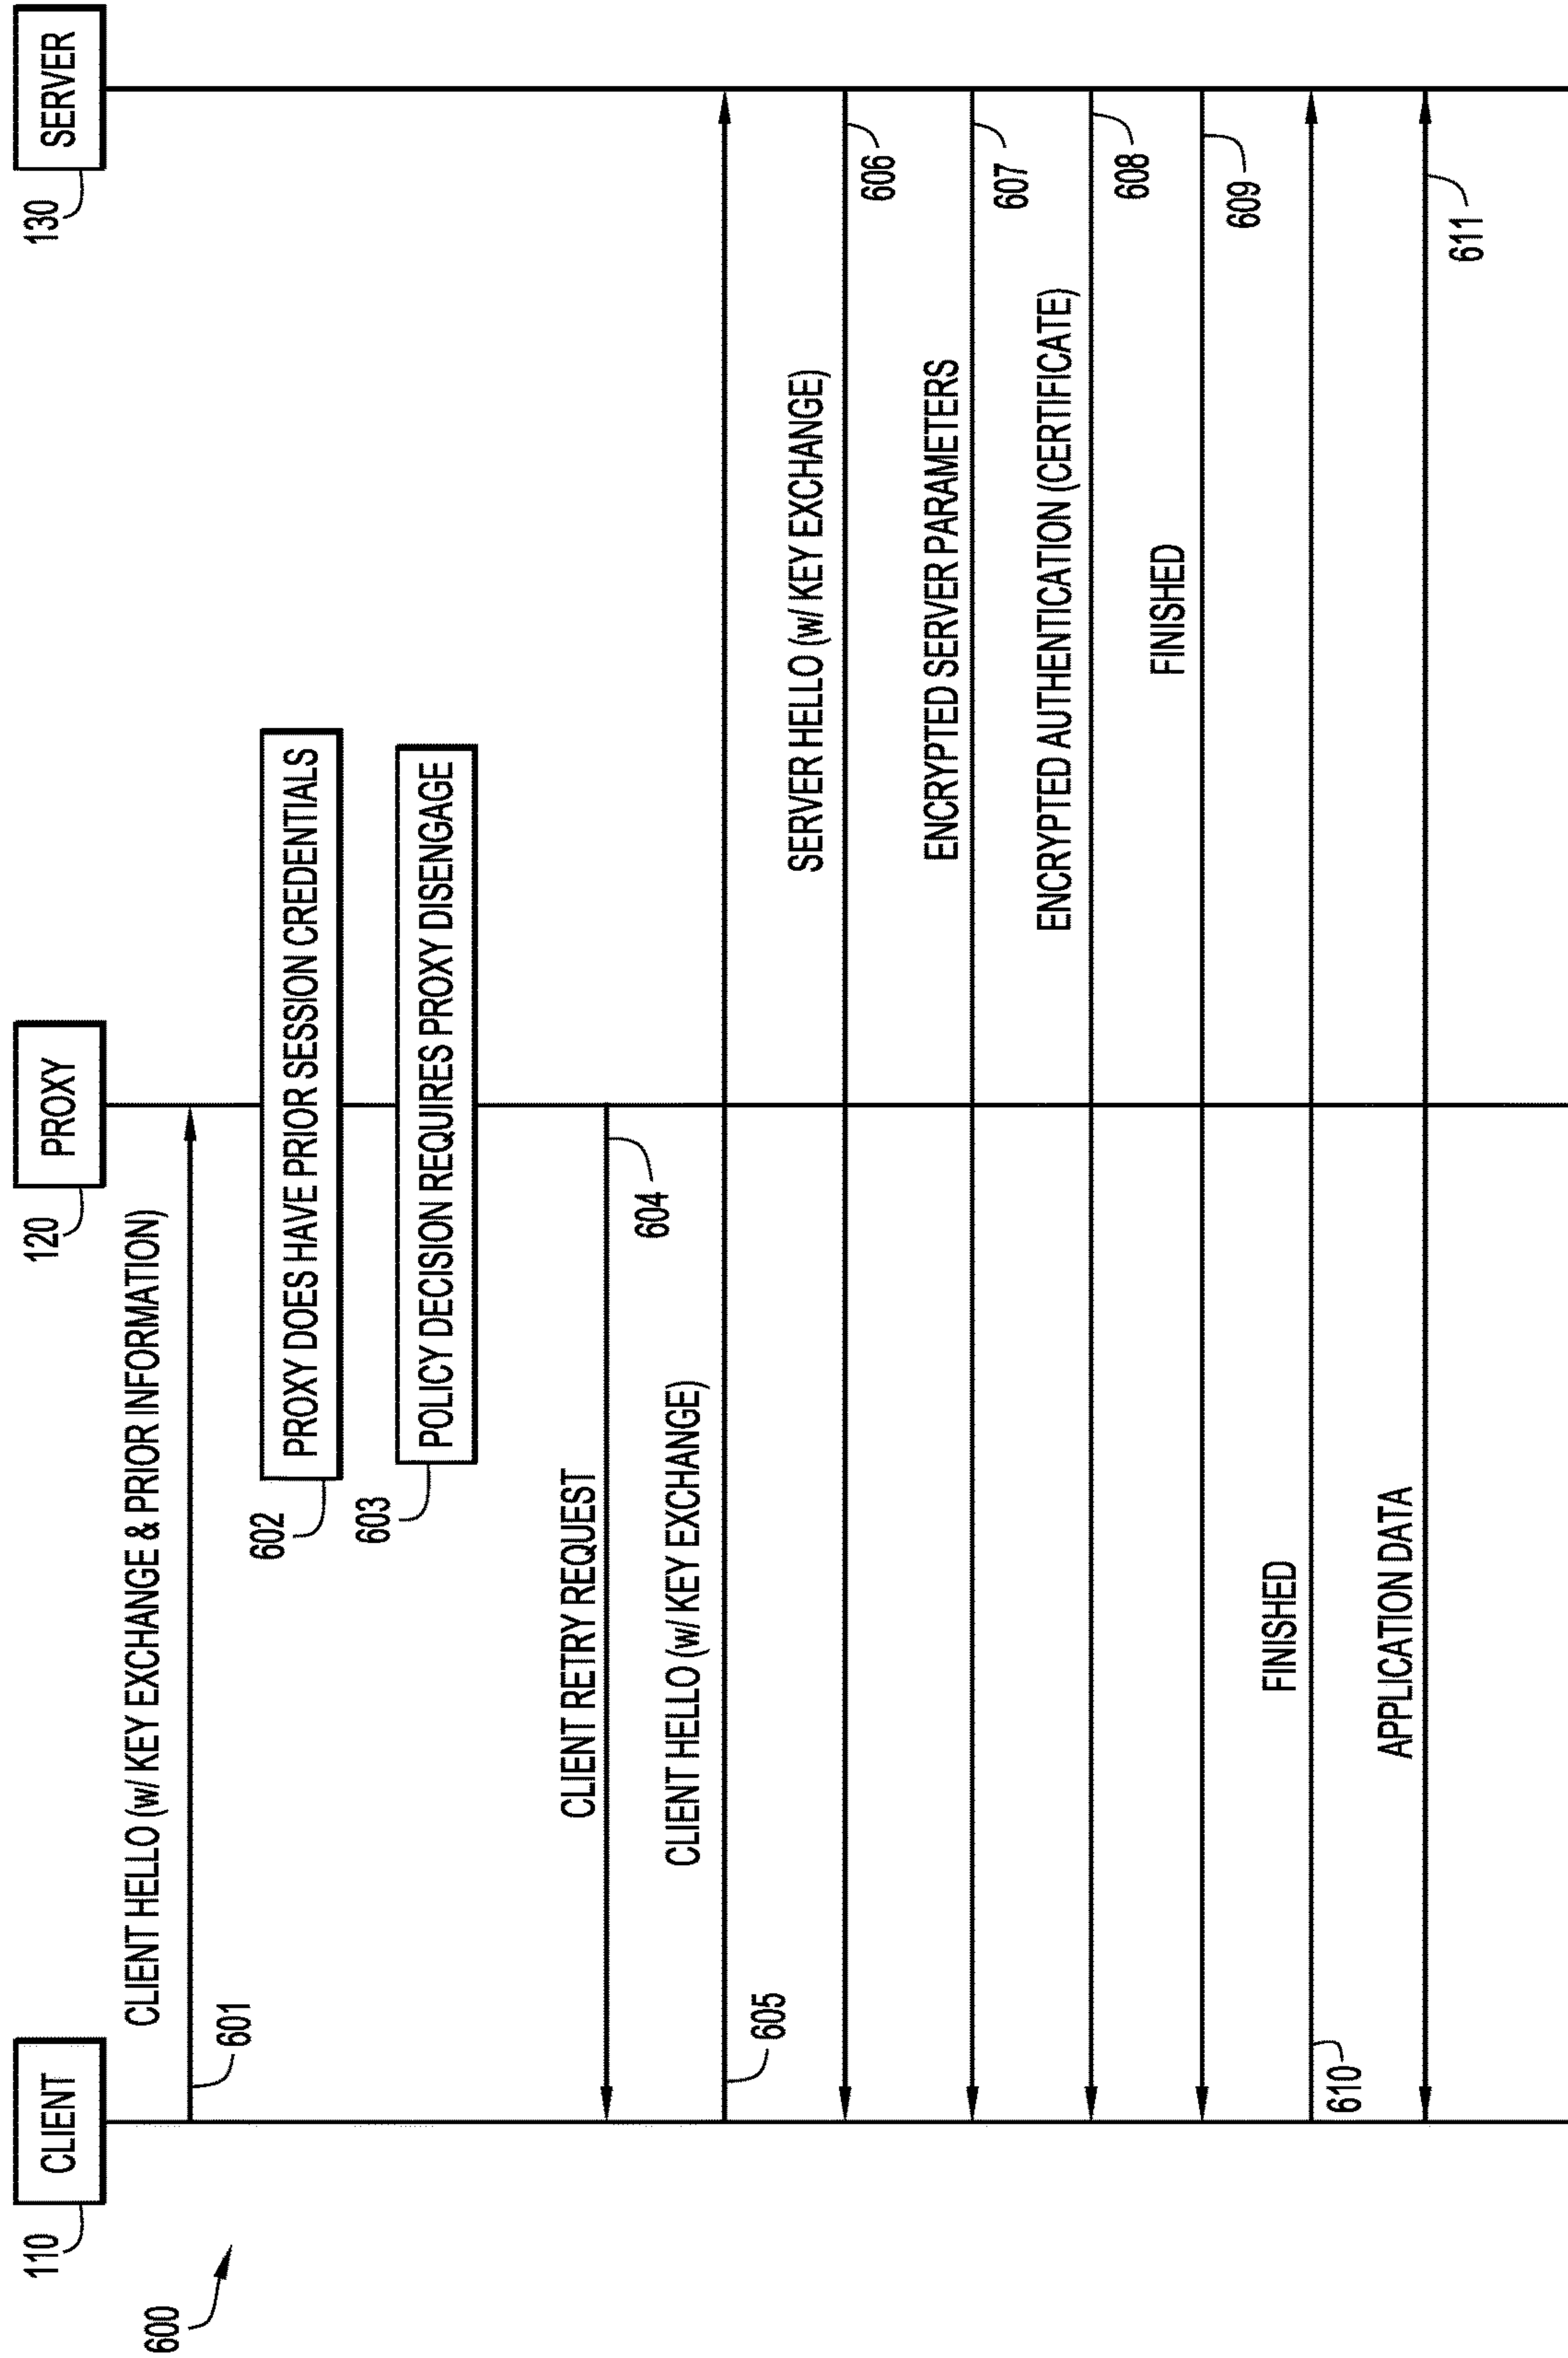 600
110
CLIENT
120
PROXY
130
SERVER
CLIENT HELLO (w/ KEY EXCHANGE & PRIOR INFORMATION)
601
PROXY DOES HAVE PRIOR SESSION CREDENTIALS
602
POLICY DECISION REQUIRES PROXY DISENGAGE
603
CLIENT RETRY REQUEST
604
CLIENT HELLO (w/ KEY EXCHANGE)
605
SERVER HELLO (w/ KEY EXCHANGE)
606
ENCRYPTED SERVER PARAMETERS
607
ENCRYPTED AUTHENTICATION (CERTIFICATE)
608
FINISHED
609
FINISHED
610
APPLICATION DATA
611